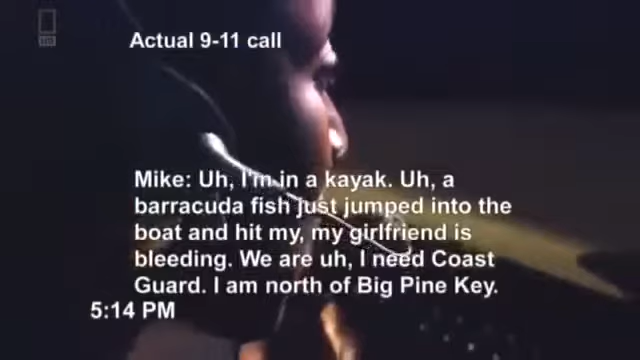 Actual 9-11 call
Mike: Uh, I'm in a kayak. Uh, a
barracuda fish just jumped into the
boat and hit my, my girlfriend is
bleeding. We are uh, I need Coast
Guard. I am north of Big Pine Key.
5:14 PM